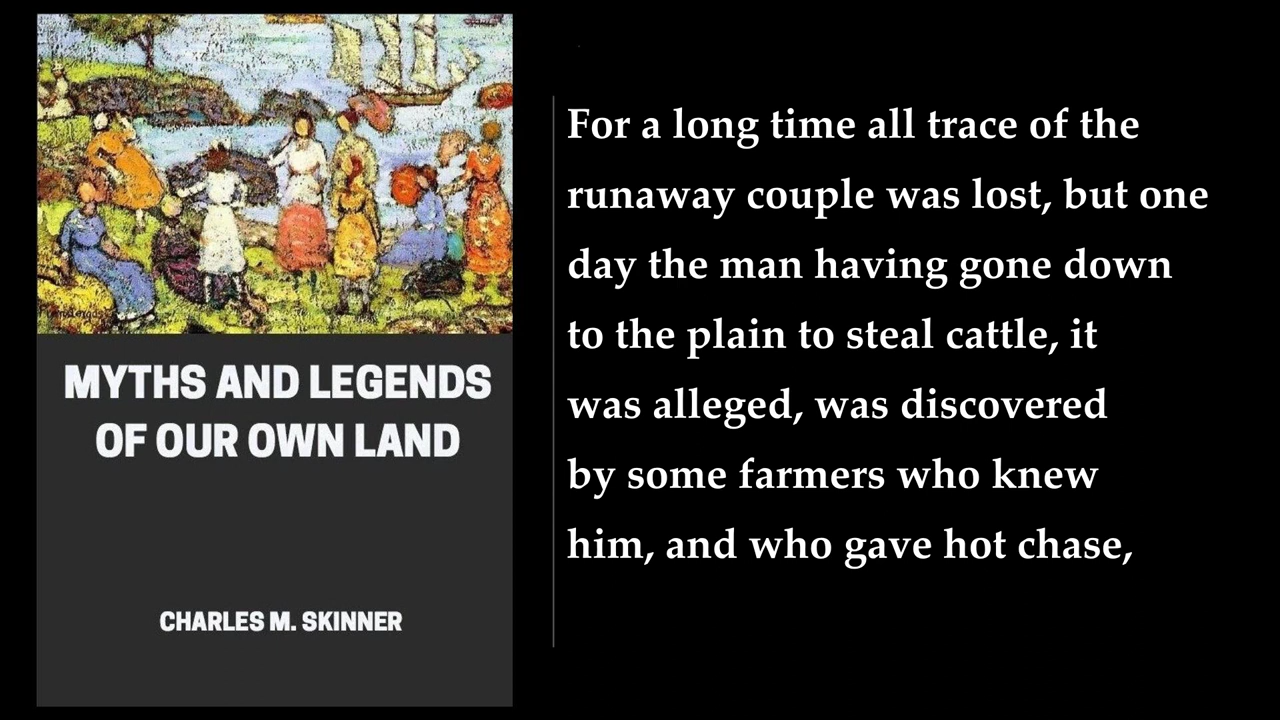 MYTHS AND LEGENDS
OF OUR OWN LAND
CHARLES M. SKINNER
For a long time all trace of the
runaway couple was lost, but one
day the man having gone down
to the plain to steal cattle, it
was alleged, was discovered
by some farmers who knew
him, and who gave hot chase,